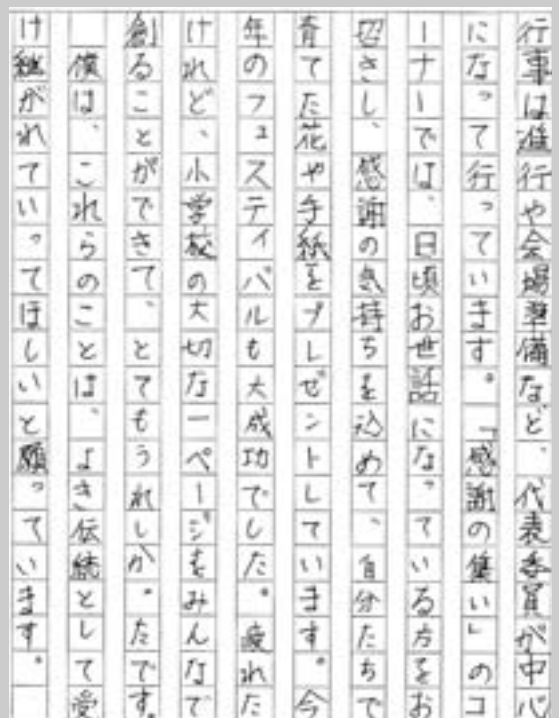 行事は進行や会場準備など、代表委員が中心
になって行っています。「感謝の集い」のコ
ーナーでは、日頃お世話になっている方をお
招きし、感謝の気持ちを込めて、自分たちで
育てた花や手紙をプレゼントしています。今
年のフェスティバルも大成功でした。疲れた
けれど、小学校の大切な一ページをみんなで
創ることができて、とてもうれしかったです。
　僕は、これらのことは、よき伝統として受
け継がれていってほしいと願っています。